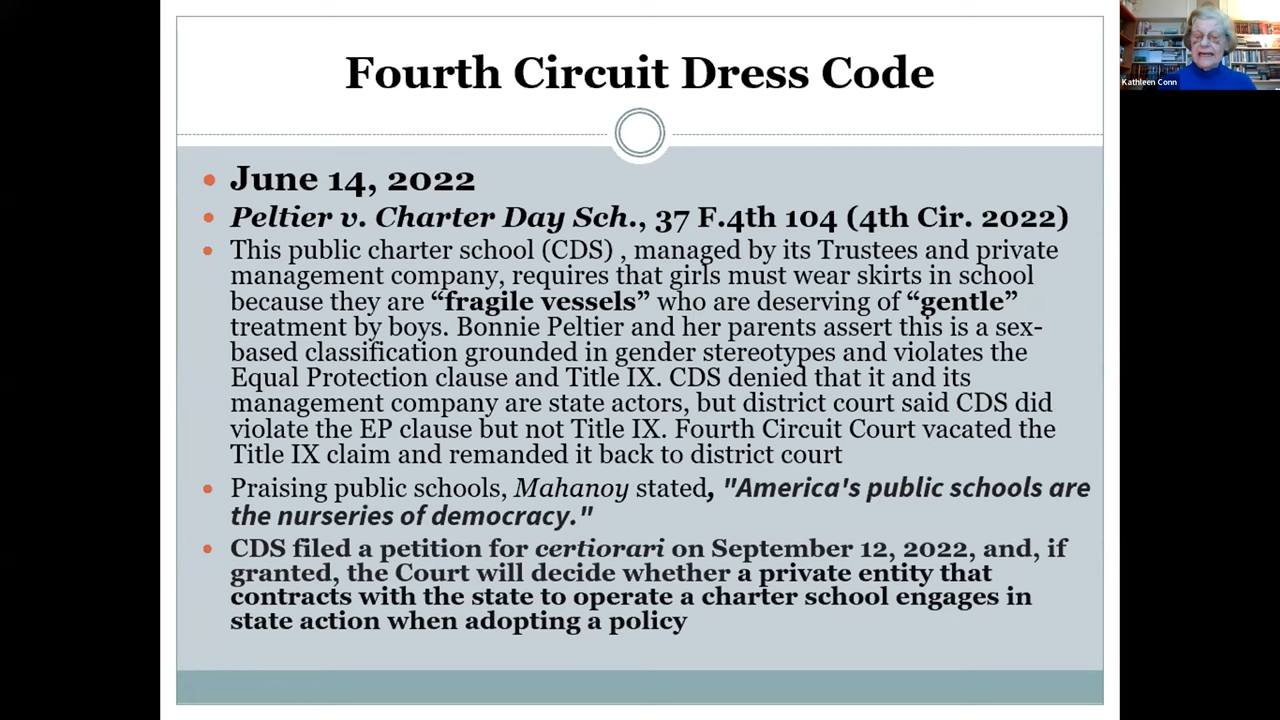 Fourth Circuit Dress Code
Kathleen Conn
• June 14, 2022
• Peltier v. Charter Day Sch., 37 F.4th 104 (4th Cir. 2022)
• This public charter school (CDS) , managed by its Trustees and private
management company, requires that girls must wear skirts in school
because they are “fragile vessels” who are deserving of “gentle”
treatment by boys. Bonnie Peltier and her parents assert this is a sex-
based classification grounded in gender stereotypes and violates the
Equal Protection clause and Title IX. CDS denied that it and its
management company are state actors, but district court said CDS did
violate the EP clause but not Title IX. Fourth Circuit Court vacated the
Title IX claim and remanded it back to district court
• Praising public schools, Mahanoy stated, "America's public schools are
the nurseries of democracy."
• CDS filed a petition for certiorari on September 12, 2022, and, if
granted, the Court will decide whether a private entity that
contracts with the state to operate a charter school engages in
state action when adopting a policy